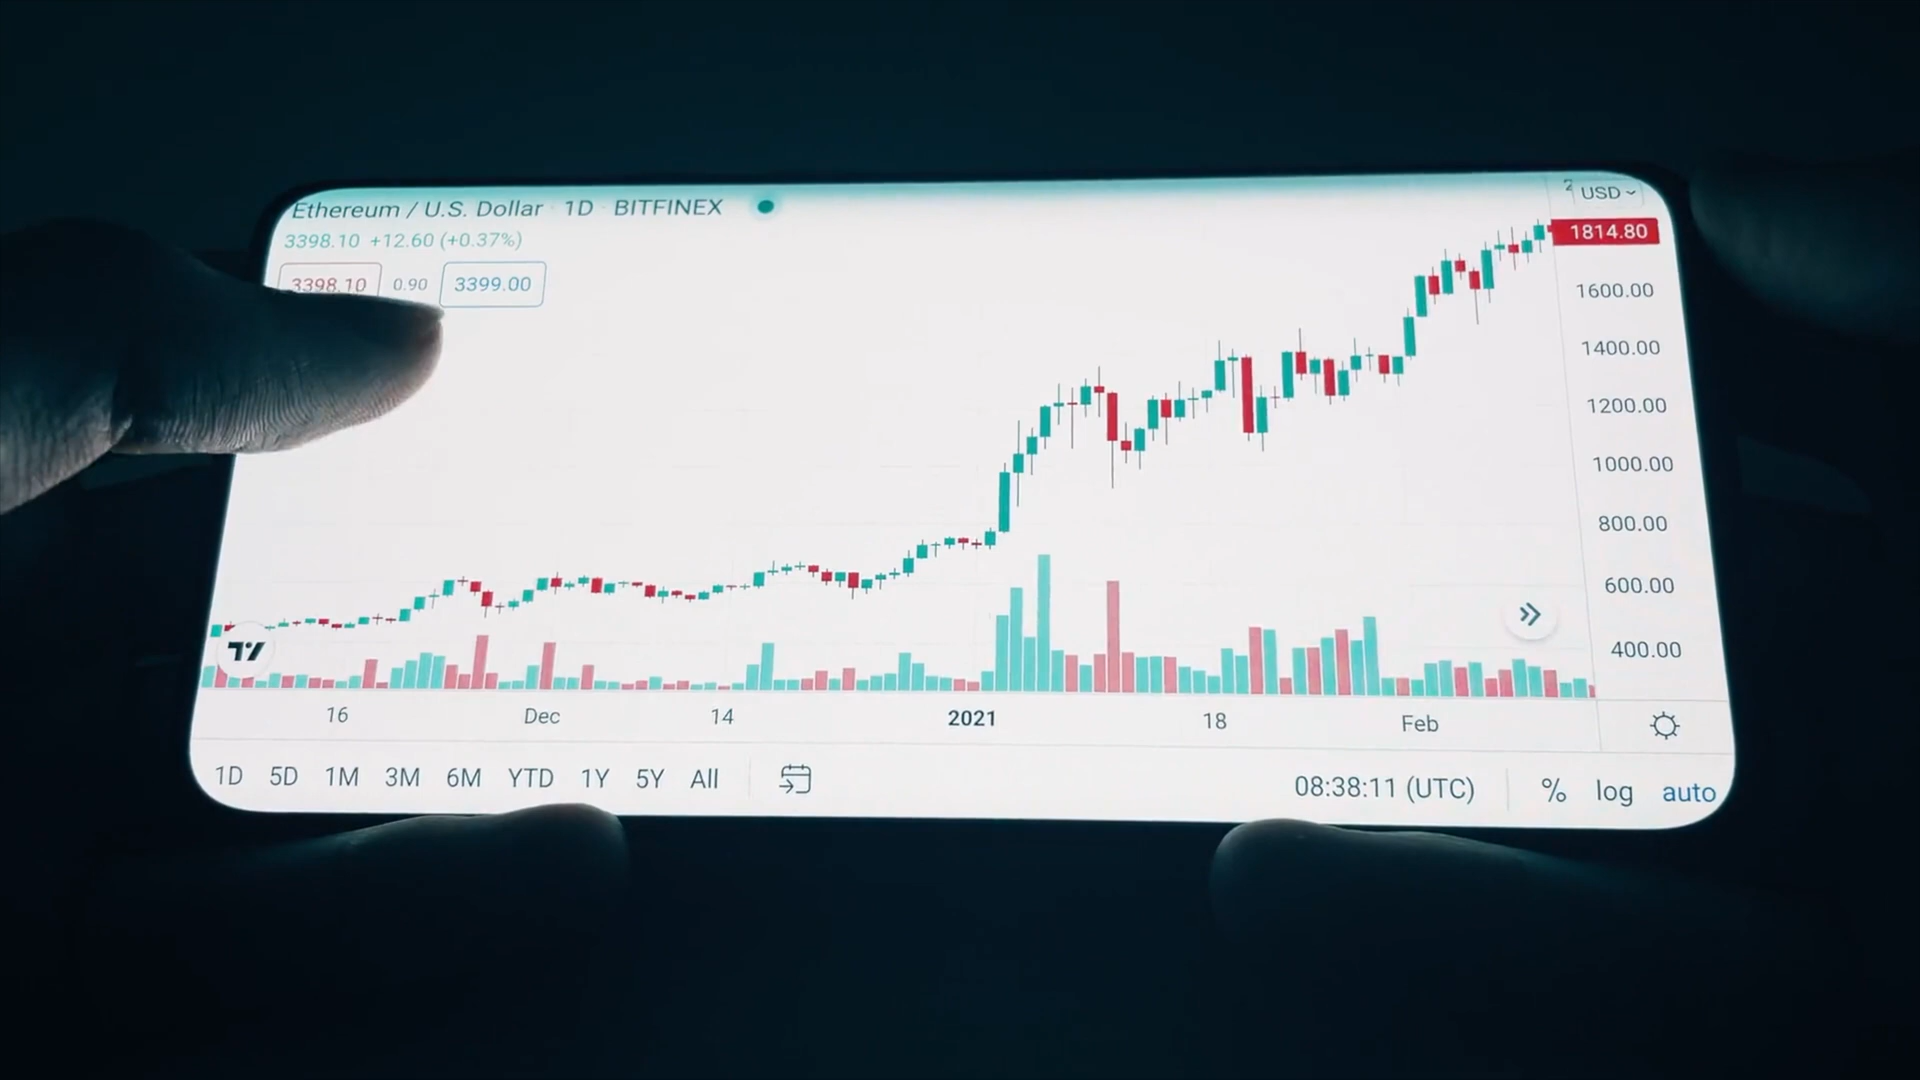 Ethereum / U.S. Dollar · 1D · BITFINEX
USD
3398.10 +12.60 (+0.37%)
1814.80
3398.10 0.90 3399.00
1600.00
1400.00
1200.00
1000.00
800.00
600.00
400.00
16 Dec 14 2021 18 Feb
1D 5D 1M 3M 6M YTD 1Y 5Y All 08:38:11 (UTC) % log auto